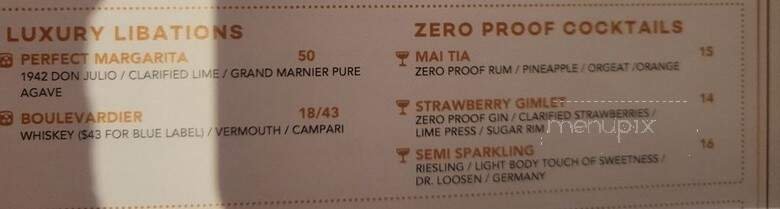 LUXURY LIBATIONS
PERFECT MARGARITA 50
1942 DON JULIO / CLARIFIED LIME / GRAND MARNIER PURE
AGAVE
BOULEVARDIER 18/43
WHISKEY ($43 FOR BLUE LABEL) / VERMOUTH / CAMPARI
ZERO PROOF COCKTAILS
MAI TIA 15
ZERO PROOF RUM / PINEAPPLE / ORGEAT /ORANGE
STRAWBERRY GIMLET 14
ZERO PROOF GIN / CLARIFIED STRAWBERRIES /
LIME PRESS / SUGAR RIM
menupix
SEMI SPARKLING 16
RIESLING / LIGHT BODY TOUCH OF SWEETNESS /
DR. LOOSEN / GERMANY